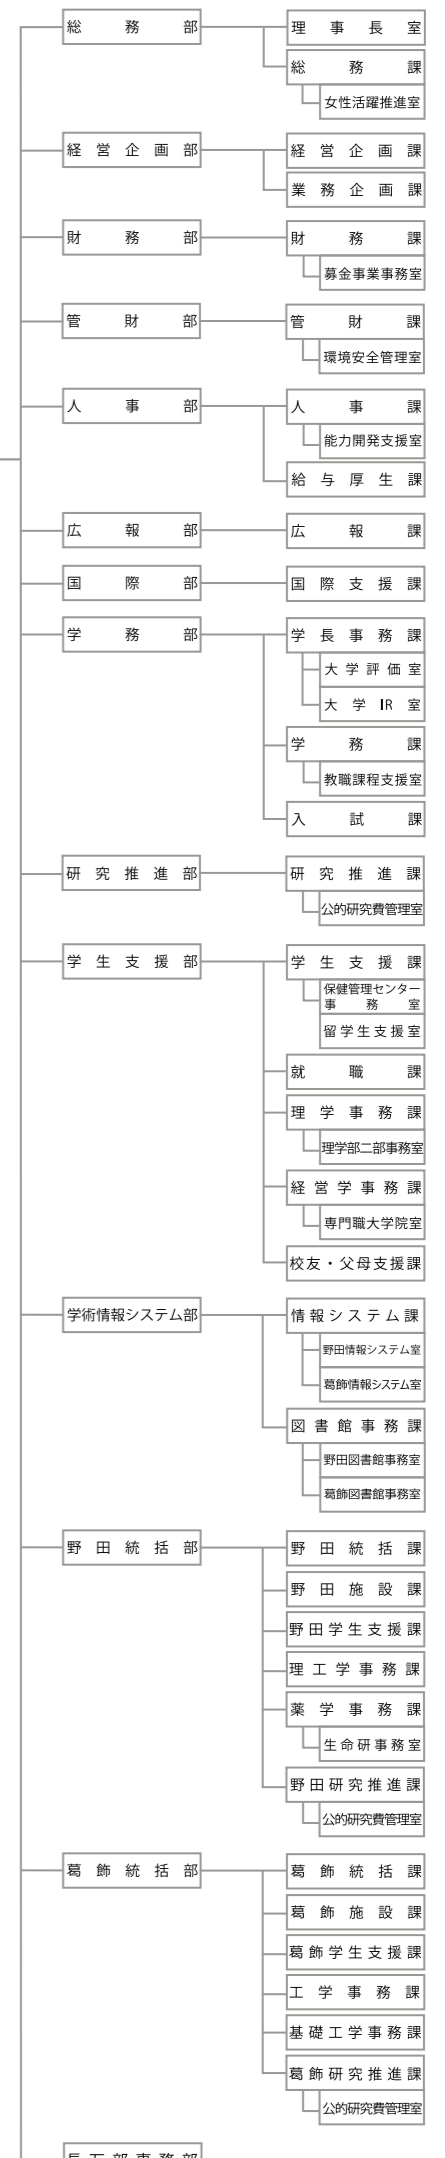 総務部
理事長室
総務課
女性活躍推進室
経営企画部
経営企画課
業務企画課
財務部
財務課
募金事業事務室
管財部
管財課
環境安全管理室
人事部
人事課
能力開発支援室
給与厚生課
広報部
広報課
国際部
国際支援課
学務部
学長事務課
大学評価室
大学IR室
学務課
教職課程支援室
入試課
研究推進部
研究推進課
公的研究費管理室
学生支援部
学生支援課
保健管理センター
事務室
留学生支援室
就職課
理学事務課
理学部二部事務室
経営学事務課
専門職大学院室
校友・父母支援課
学術情報システム部
情報システム課
野田情報システム室
葛飾情報システム室
図書館事務課
野田図書館事務室
葛飾図書館事務室
野田統括部
野田統括課
野田施設課
野田学生支援課
理工学事務課
薬学事務課
生命研事務室
野田研究推進課
公的研究費管理室
葛飾統括部
葛飾統括課
葛飾施設課
葛飾学生支援課
工学事務課
基礎工学事務課
葛飾研究推進課
公的研究費管理室